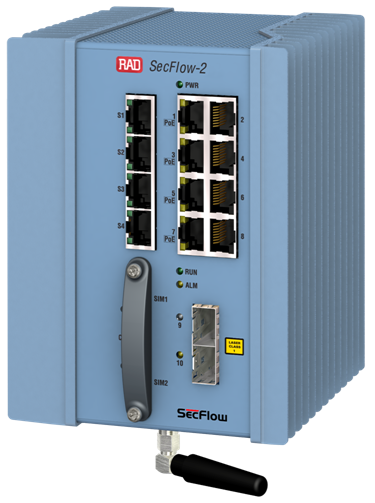 RAD SecFlow-2
PWR
S1
S2
S3
S4
1
PoE
2
3
PoE
4
5
PoE
6
7
PoE
8
RUN
ALM
SIM1
9
10
LASER
CLASS
1
SIM2
SecFlow